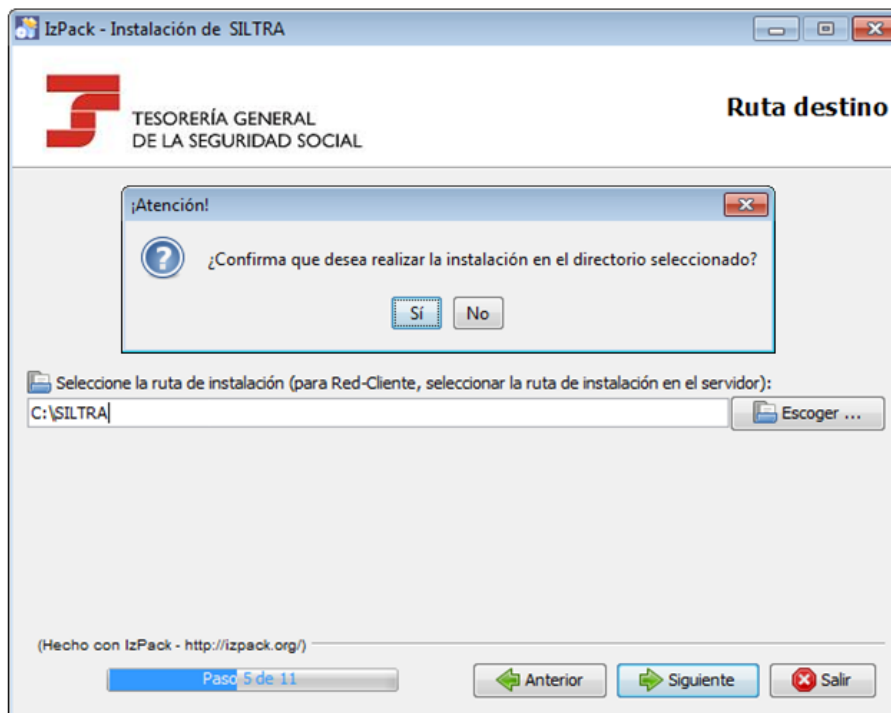 IzPack - Instalación de SILTRA
TESORERÍA GENERAL
DE LA SEGURIDAD SOCIAL
Ruta destino
¡Atención!
¿Confirma que desea realizar la instalación en el directorio seleccionado?
Sí
No
Seleccione la ruta de instalación (para Red-Cliente, seleccionar la ruta de instalación en el servidor):
C:\SILTRA
Escoger ...
(Hecho con IzPack - http://izpack.org/)
Paso 5 de 11
Anterior
Siguiente
Salir